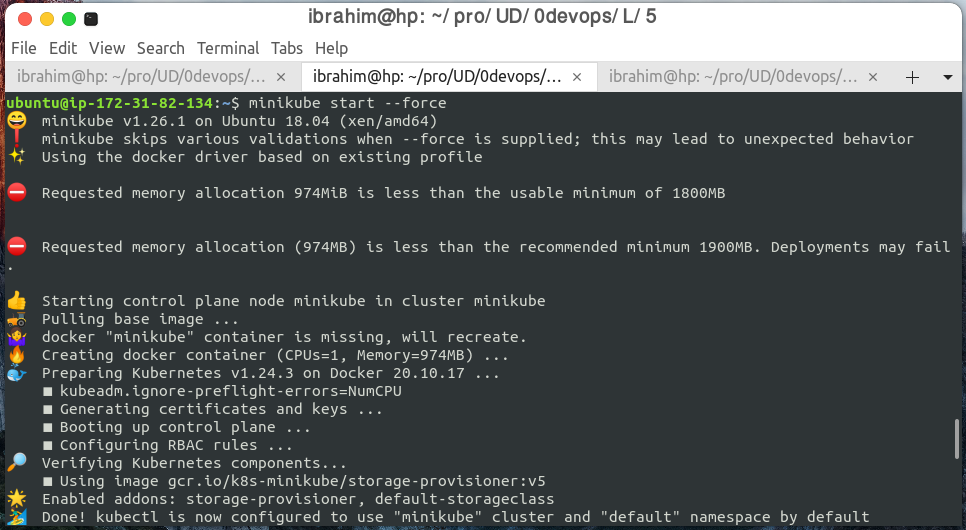 ibrahim@hp: ~/ pro/ UD/ 0devops/ L/ 5
File Edit View Search Terminal Tabs Help
ibrahim@hp: ~/pro/UD/0devops/... × ibrahim@hp: ~/pro/UD/0devops/... × ibrahim@hp: ~/pro/UD/0devops/... ×
ubuntu@ip-172-31-82-134:~$ minikube start --force
minikube v1.26.1 on Ubuntu 18.04 (xen/amd64)
minikube skips various validations when --force is supplied; this may lead to unexpected behavior
Using the docker driver based on existing profile
Requested memory allocation 974MiB is less than the usable minimum of 1800MB
Requested memory allocation (974MB) is less than the recommended minimum 1900MB. Deployments may fail
.
Starting control plane node minikube in cluster minikube
Pulling base image ...
docker "minikube" container is missing, will recreate.
Creating docker container (CPUs=1, Memory=974MB) ...
Preparing Kubernetes v1.24.3 on Docker 20.10.17 ...
■ kubeadm.ignore-preflight-errors=NumCPU
■ Generating certificates and keys ...
■ Booting up control plane ...
■ Configuring RBAC rules ...
Verifying Kubernetes components...
■ Using image gcr.io/k8s-minikube/storage-provisioner:v5
Enabled addons: storage-provisioner, default-storageclass
Done! kubectl is now configured to use "minikube" cluster and "default" namespace by default